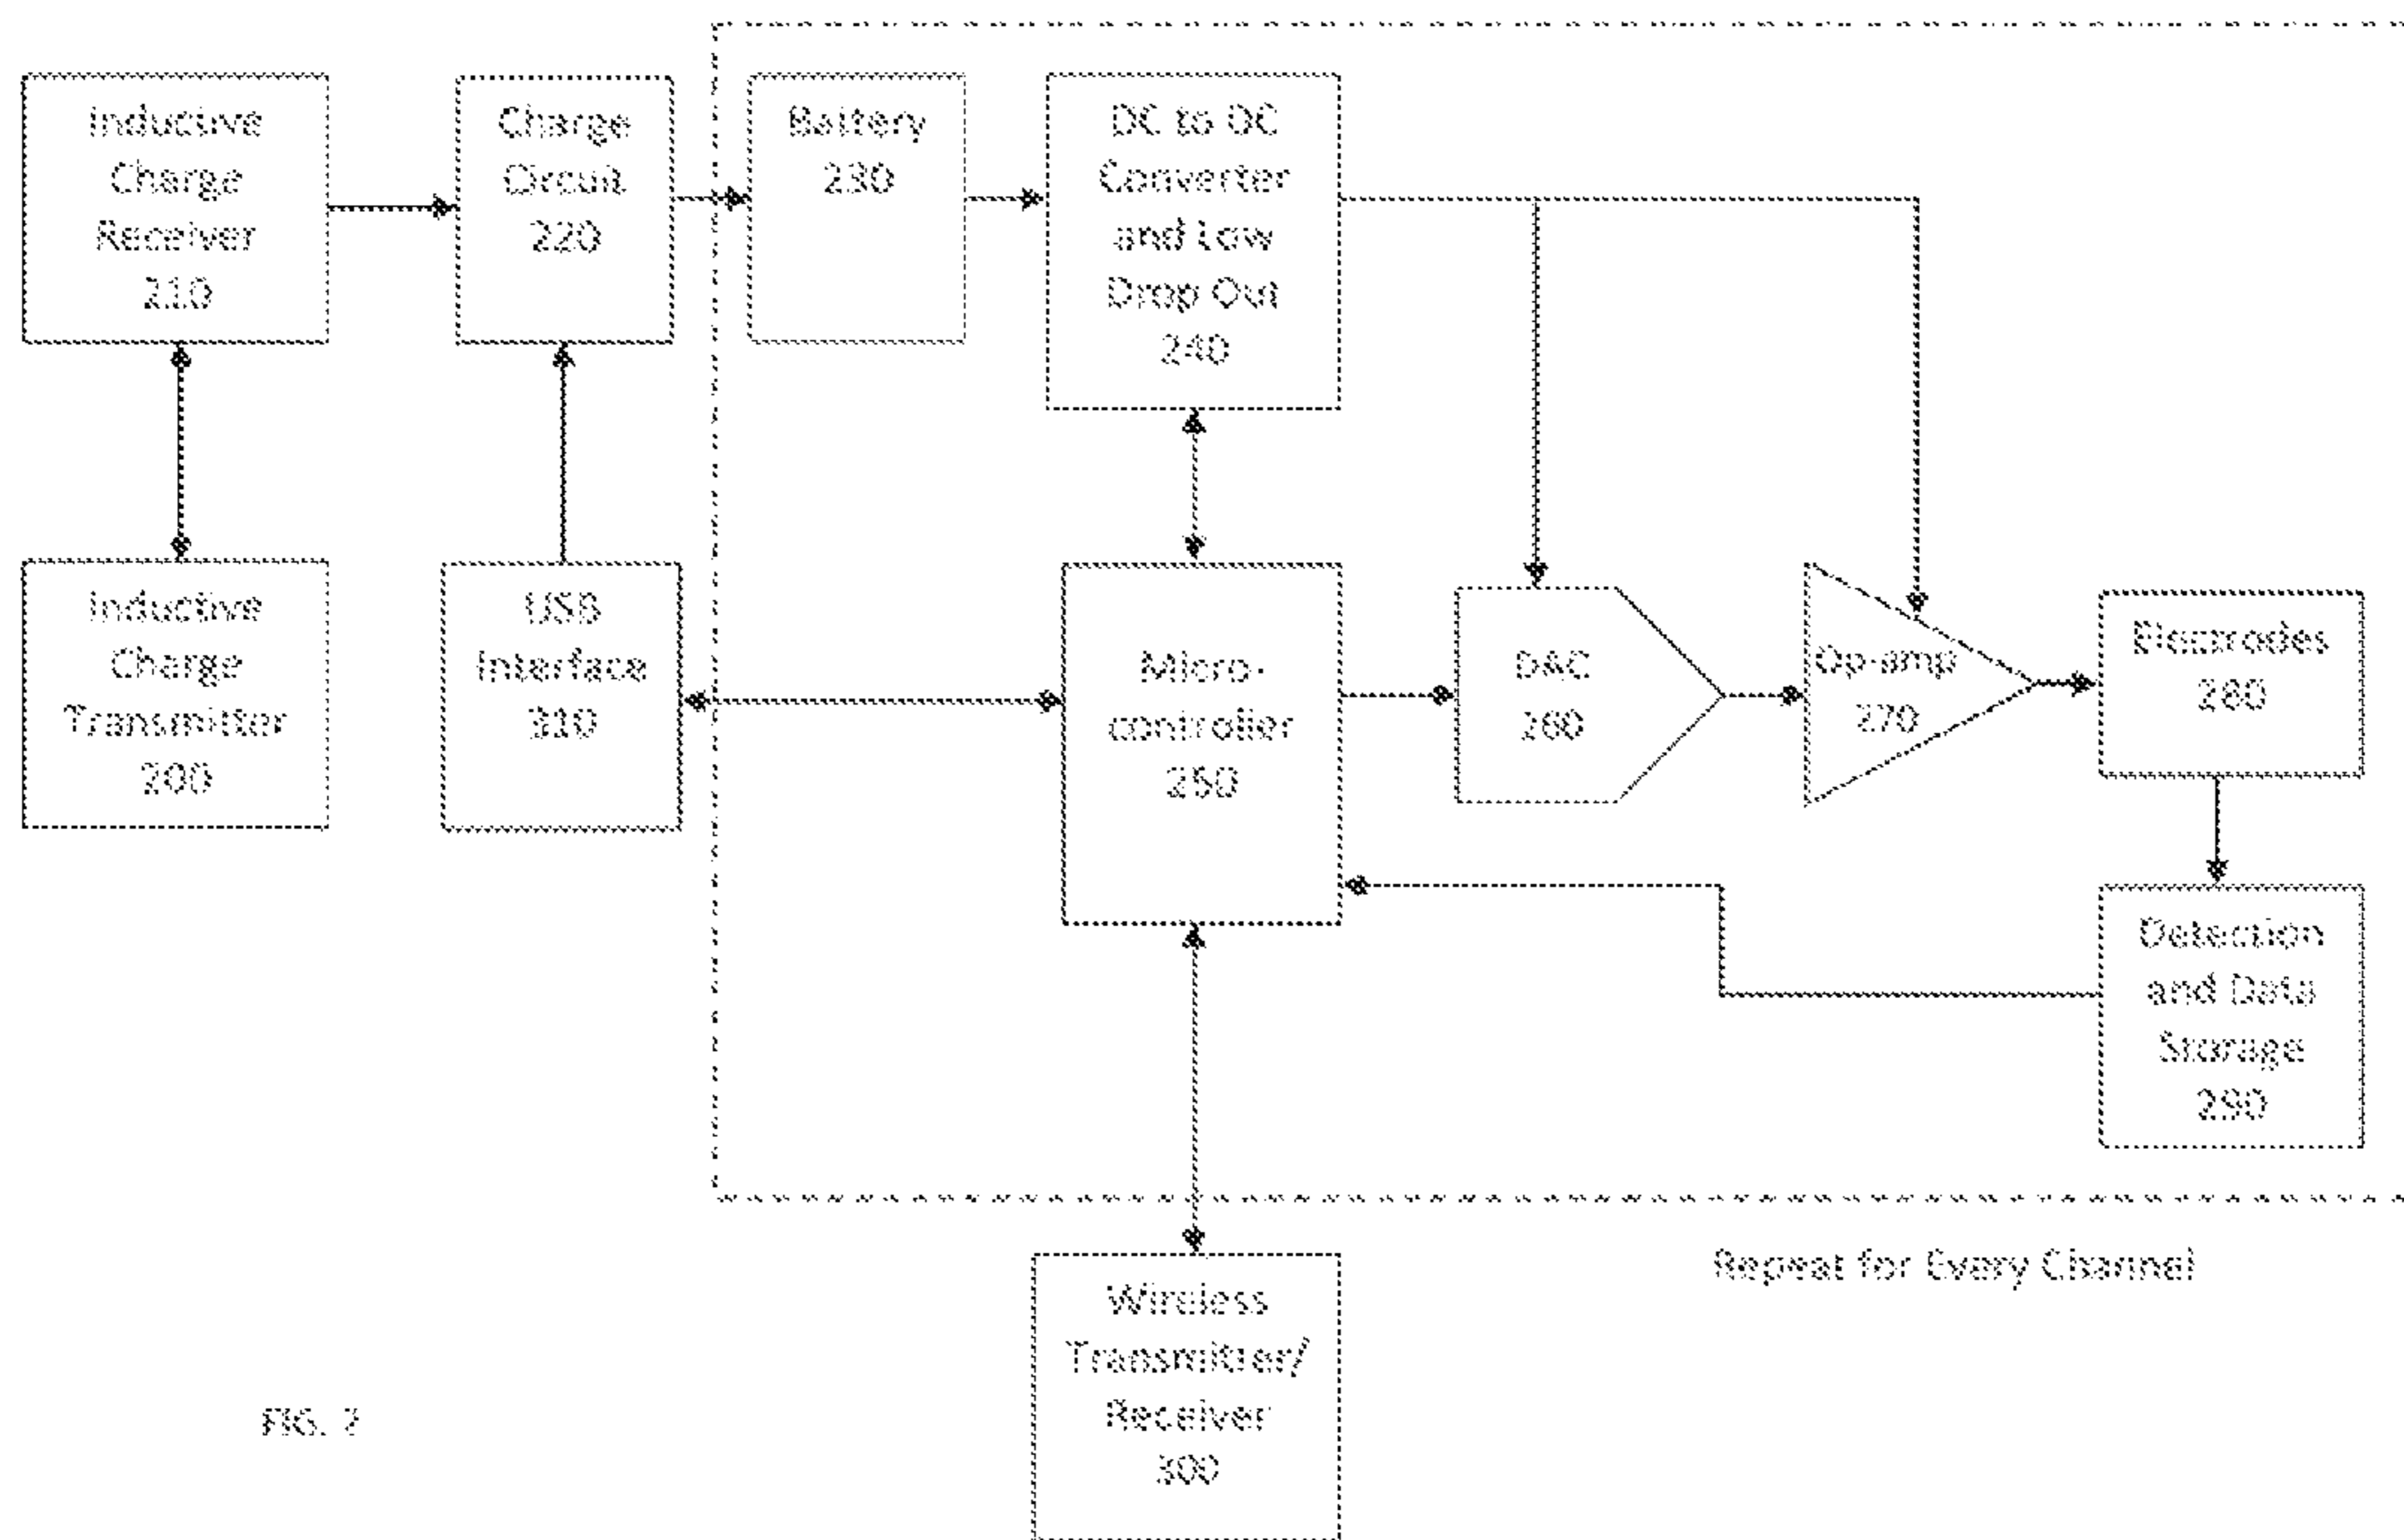 Inductive
Charge
Receiver
210
Charge
Circuit
220
Battery
230
DC to DC
Converter
and Low
Drop Out
240
Inductive
Charge
Transmitter
200
USB
Interface
310
Micro-
controller
250
DAC
260
Op-amp
270
Electrodes
280
Detection
and Data
Storage
290
Repeat for Every Channel
Wireless
Transmitter/
Receiver
300
FIG. 2